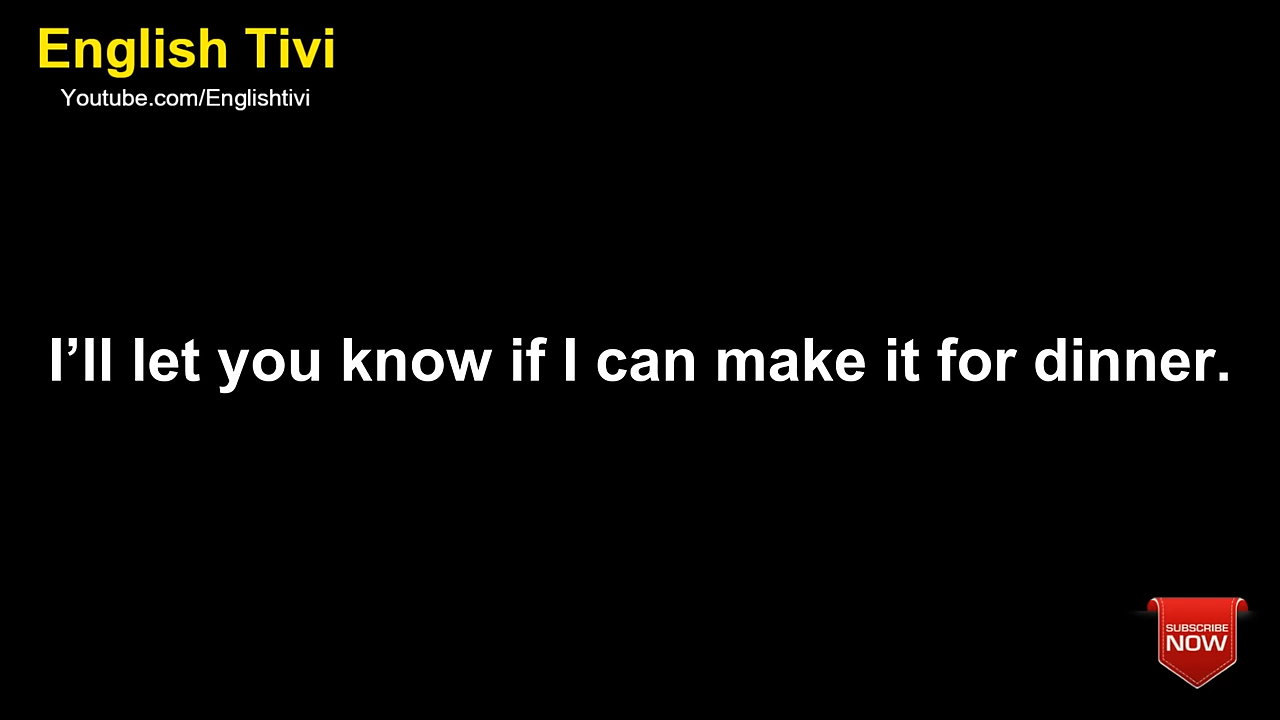 English Tivi
Youtube.com/Englishtivi
I’ll let you know if I can make it for dinner.
SUBSCRIBE
NOW